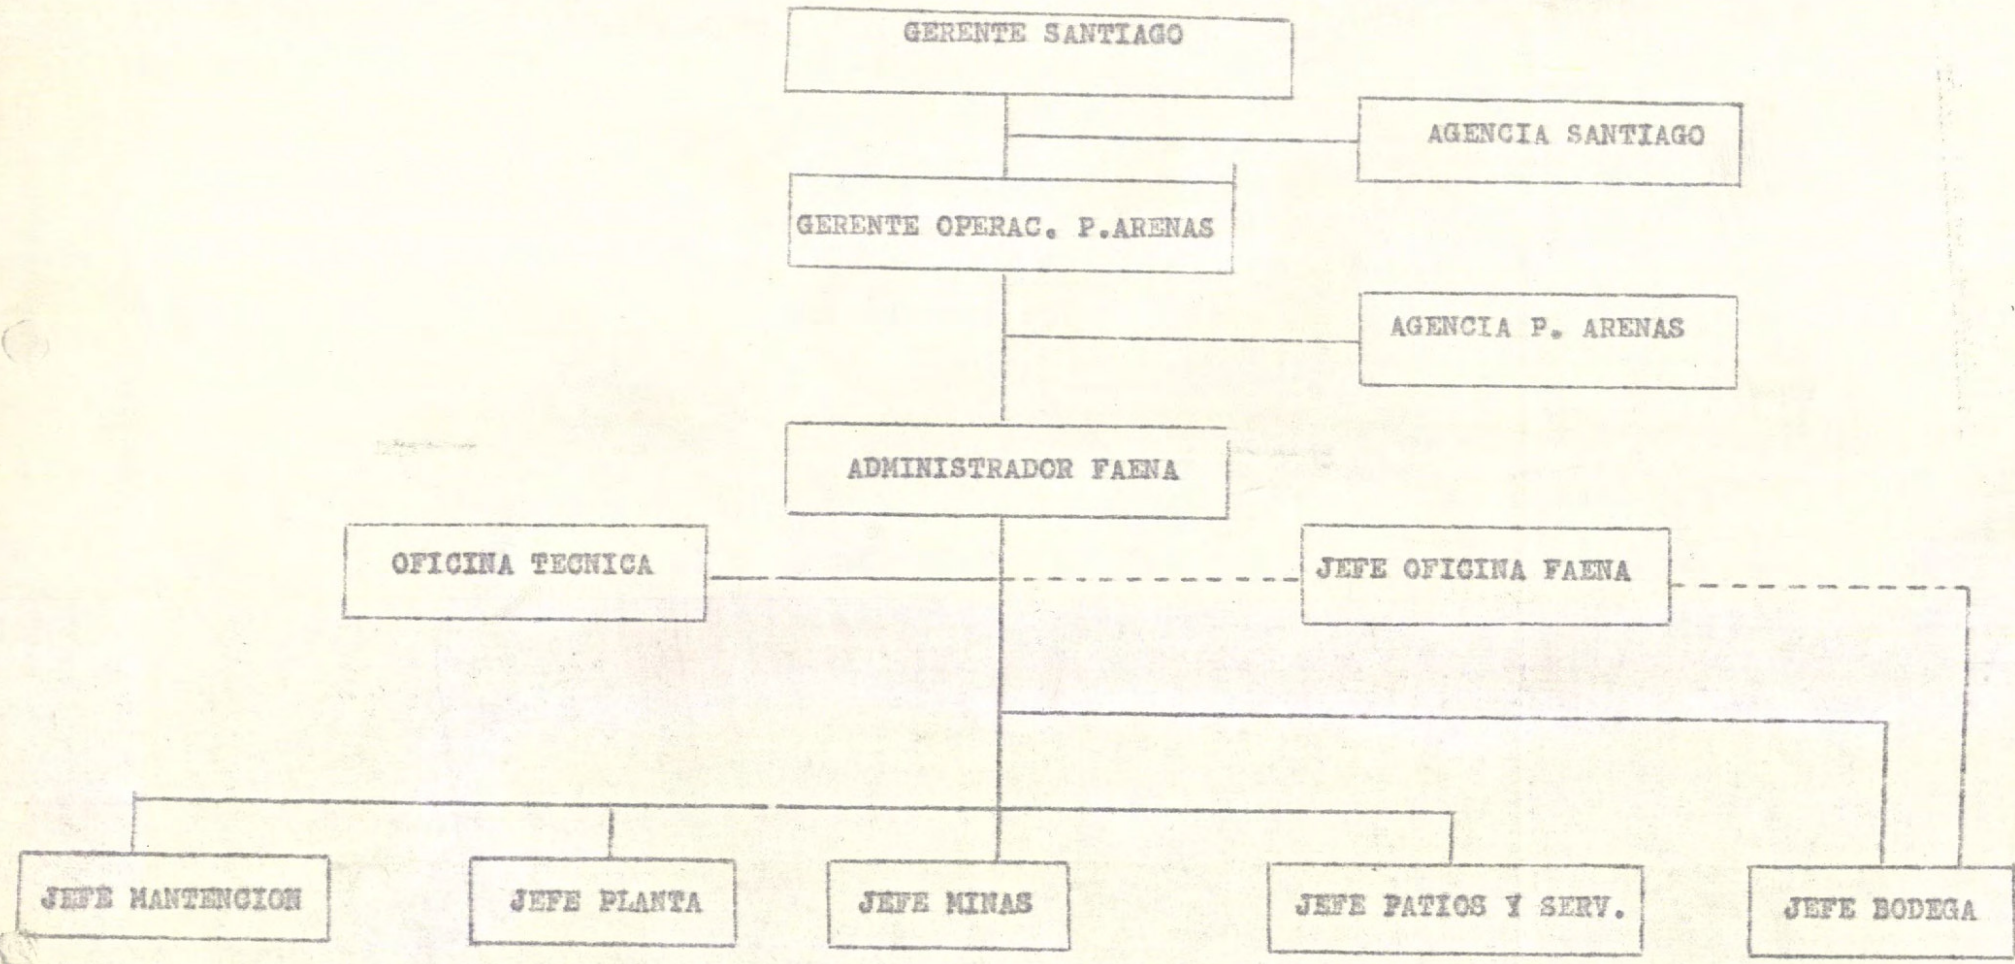 GERENTE SANTIAGO
AGENCIA SANTIAGO
GERENTE OPERAC. P.ARENAS
AGENCIA P. ARENAS
ADMINISTRADOR FAENA
OFICINA TECNICA
JEFE OFICINA FAENA
JEFE MANTENCION
JEFE PLANTA
JEFE MINAS
JEFE PATIOS Y SERV.
JEFE BODEGA